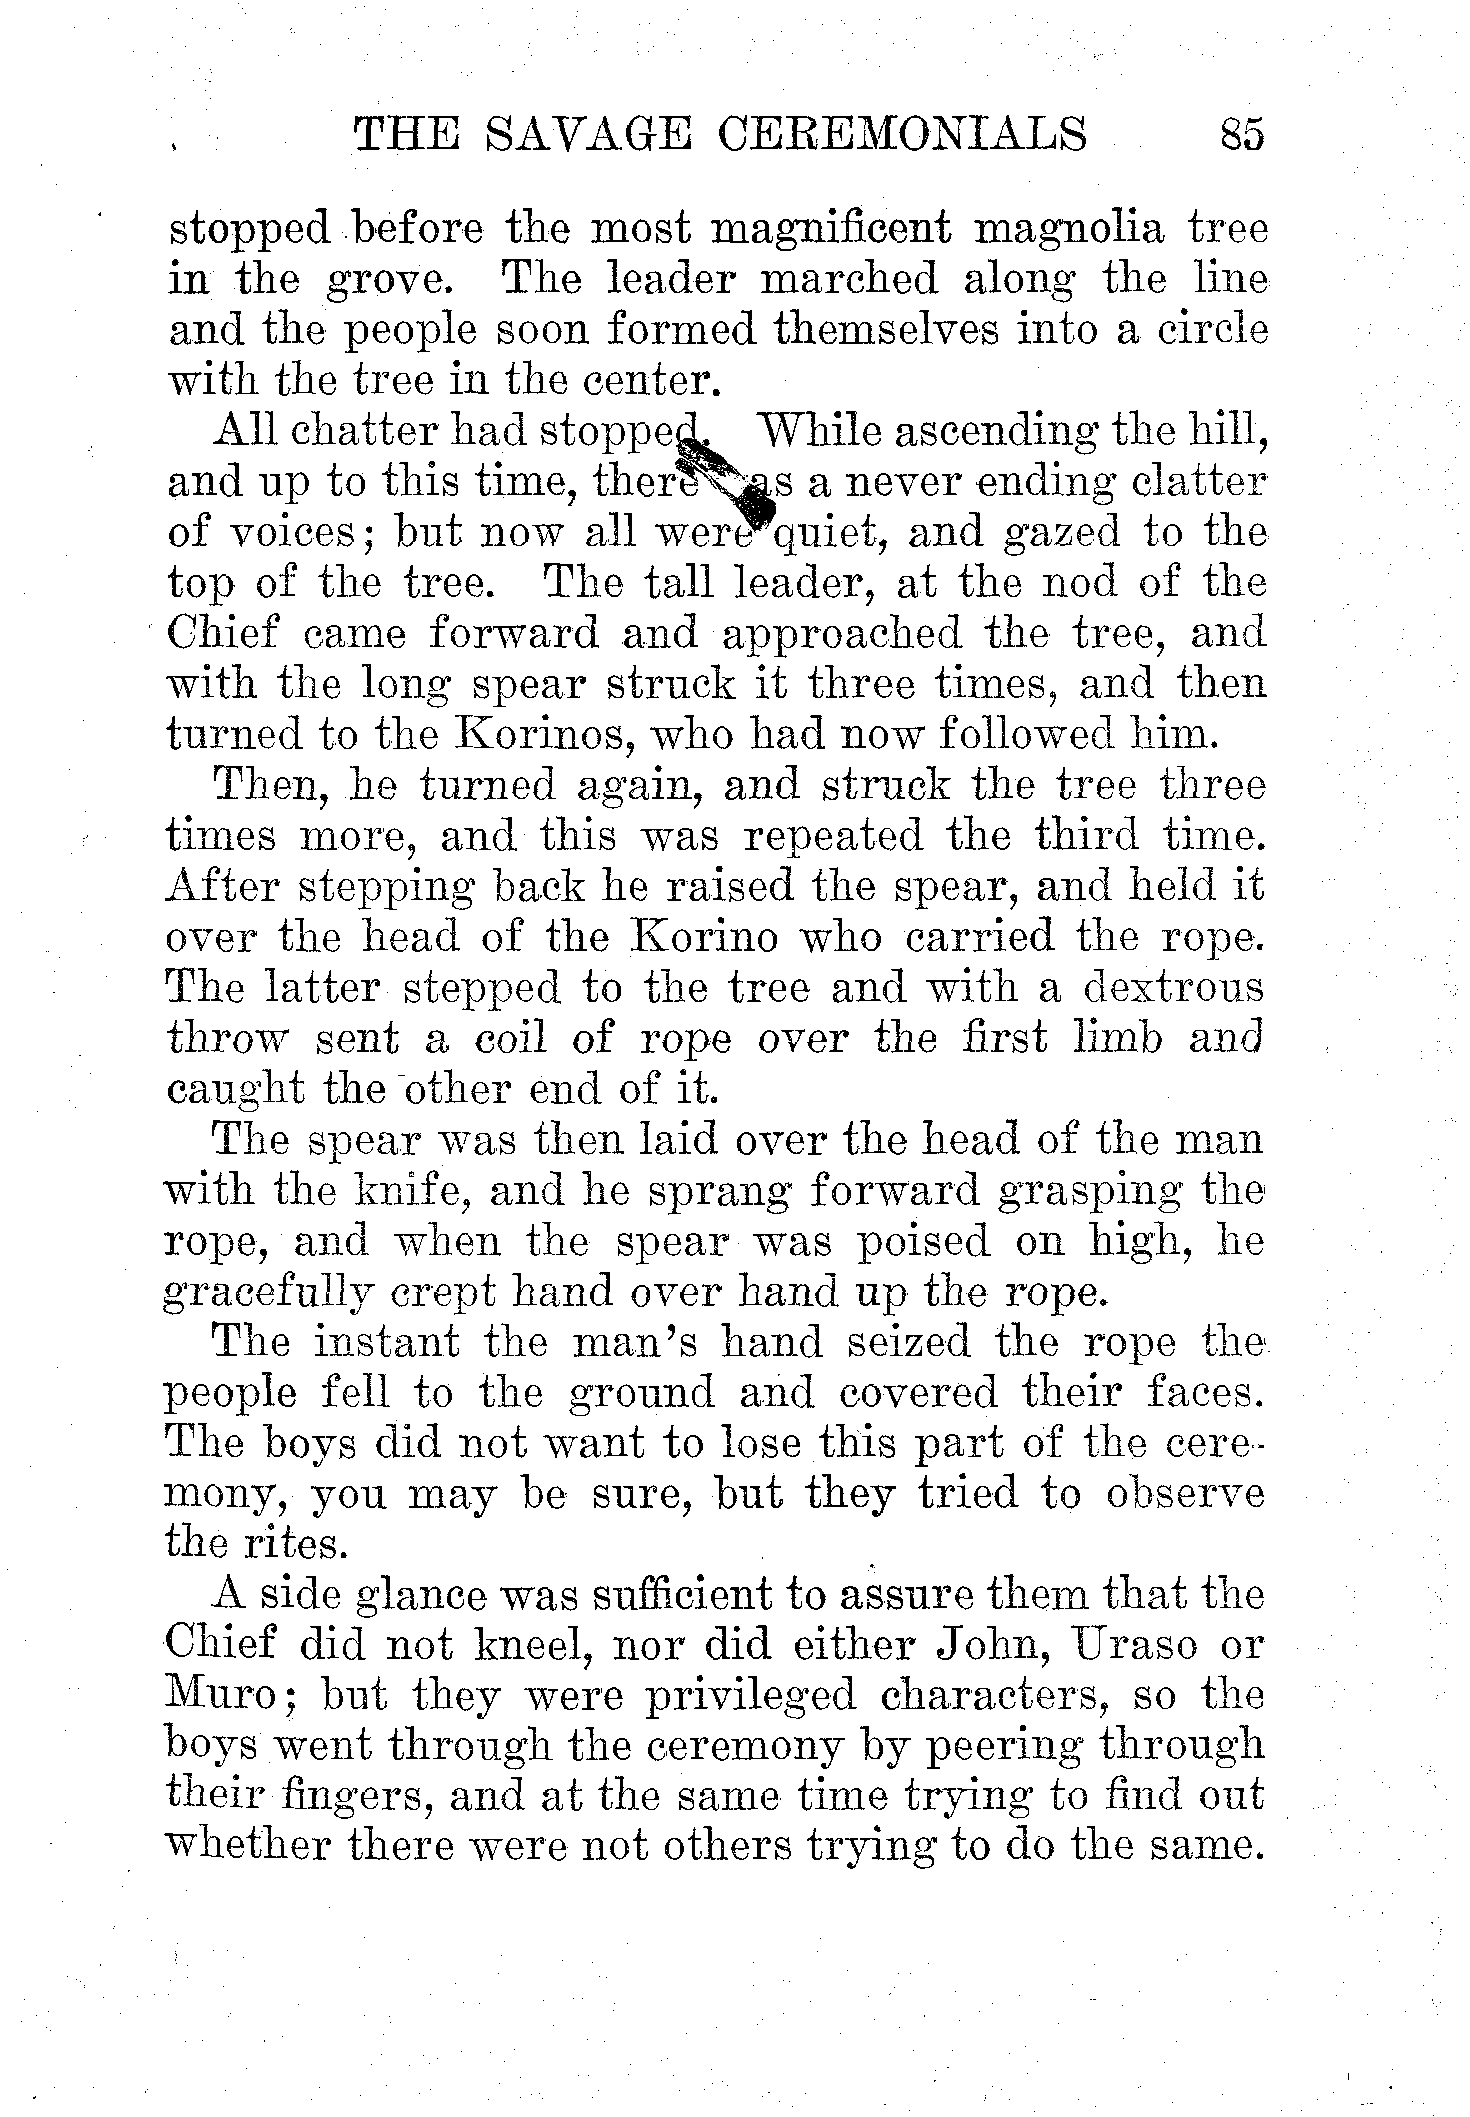 THE SAVAGE CEREMONIALS 85
stopped before the most magnificent magnolia tree
in the grove. The leader marched along the line
and the people soon formed themselves into a circle
with the tree in the center.
All chatter had stopped. While ascending the hill,
and up to this time, there was a never ending clatter
of voices; but now all were quiet, and gazed to the
top of the tree. The tall leader, at the nod of the
Chief came forward and approached the tree, and
with the long spear struck it three times, and then
turned to the Korinos, who had now followed him.
Then, he turned again, and struck the tree three
times more, and this was repeated the third time.
After stepping back he raised the spear, and held it
over the head of the Korino who carried the rope.
The latter stepped to the tree and with a dextrous
throw sent a coil of rope over the first limb and
caught the other end of it.
The spear was then laid over the head of the man
with the knife, and he sprang forward grasping the
rope, and when the spear was poised on high, he
gracefully crept hand over hand up the rope.
The instant the man's hand seized the rope the
people fell to the ground and covered their faces.
The boys did not want to lose this part of the cere-
mony, you may be sure, but they tried to observe
the rites.
A side glance was sufficient to assure them that the
Chief did not kneel, nor did either John, Uraso or
Muro; but they were privileged characters, so the
boys went through the ceremony by peering through
their fingers, and at the same time trying to find out
whether there were not others trying to do the same.